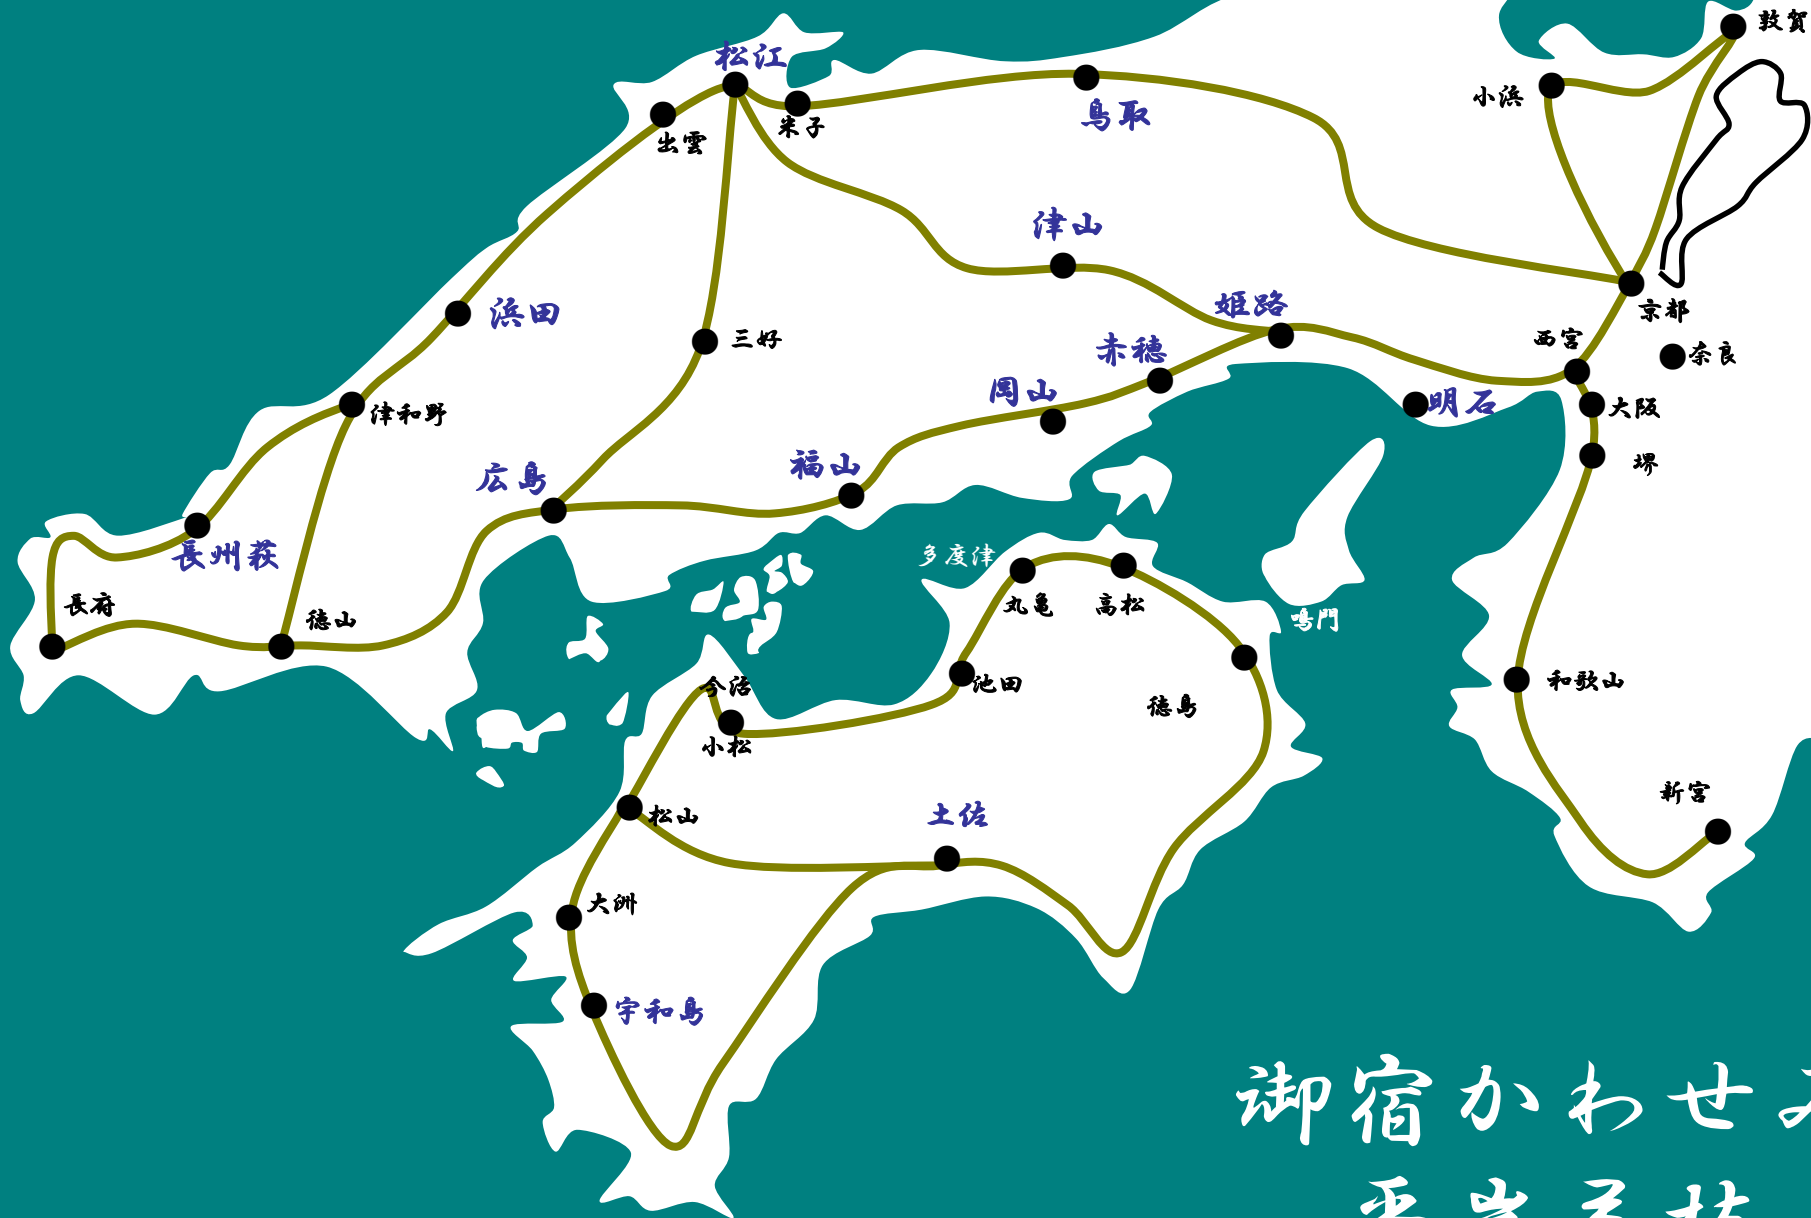 敦賀
松江
小浜
米子
鳥取
出雲
津山
姫路
浜田
京都
三好
西宮
赤穂
奈良
岡山
明石
大阪
津和野
福山
堺
広島
長州萩
多度津
長府
丸亀
高松
徳山
鳴門
今治
池田
和歌山
徳島
小松
新宮
松山
土佐
大洲
宇和島
御宿かわせみ